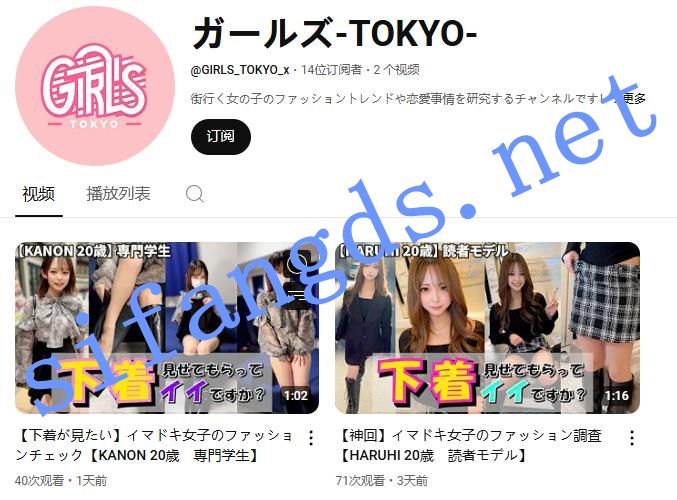 GIRLS
TOKYO
ガールズ-TOKYO-
@GIRLS_TOKYO_x・14位订阅者・2 个视频
街行く女の子のファッショントレンドや恋愛事情を研究するチャンネルです
更多
订阅
视频
播放列表
sifangds.net
【KANON 20歳】専門学生
下着
見せてもらって
イイですか?
1:02
【HARUHI 20歳】読者モデル
下着
見せてもらって
イイですか?
1:16
【下着が見たい】イマドキ女子のファッショ
ンチェック【KANON 20歳　専門学生】
40次观看・1天前
【神回】イマドキ女子のファッション調査
【HARUHI 20歳　読者モデル】
71次观看・3天前